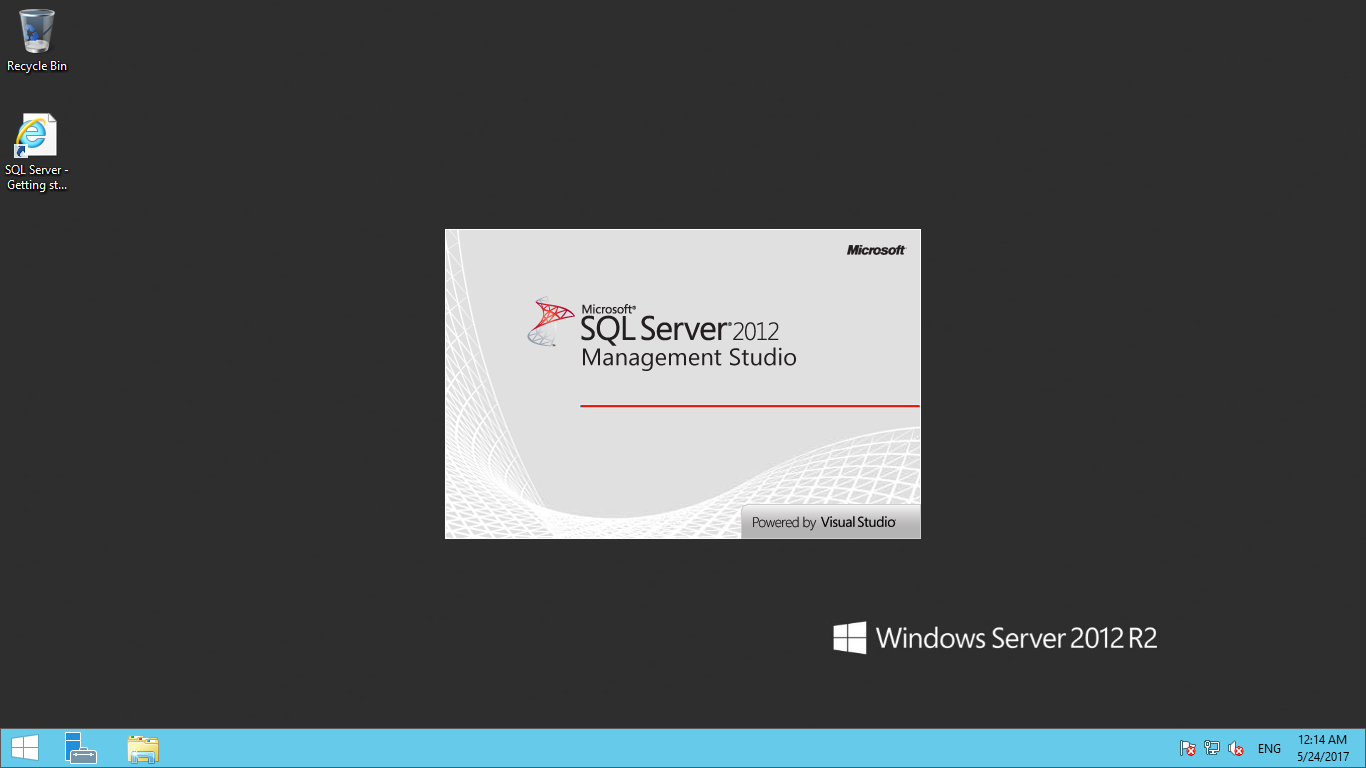 Recycle Bin
SQL Server -
Getting st...
Microsoft
Microsoft®
SQL Server® 2012
Management Studio
Powered by Visual Studio
Windows Server 2012 R2
ENG
12:14 AM
5/24/2017